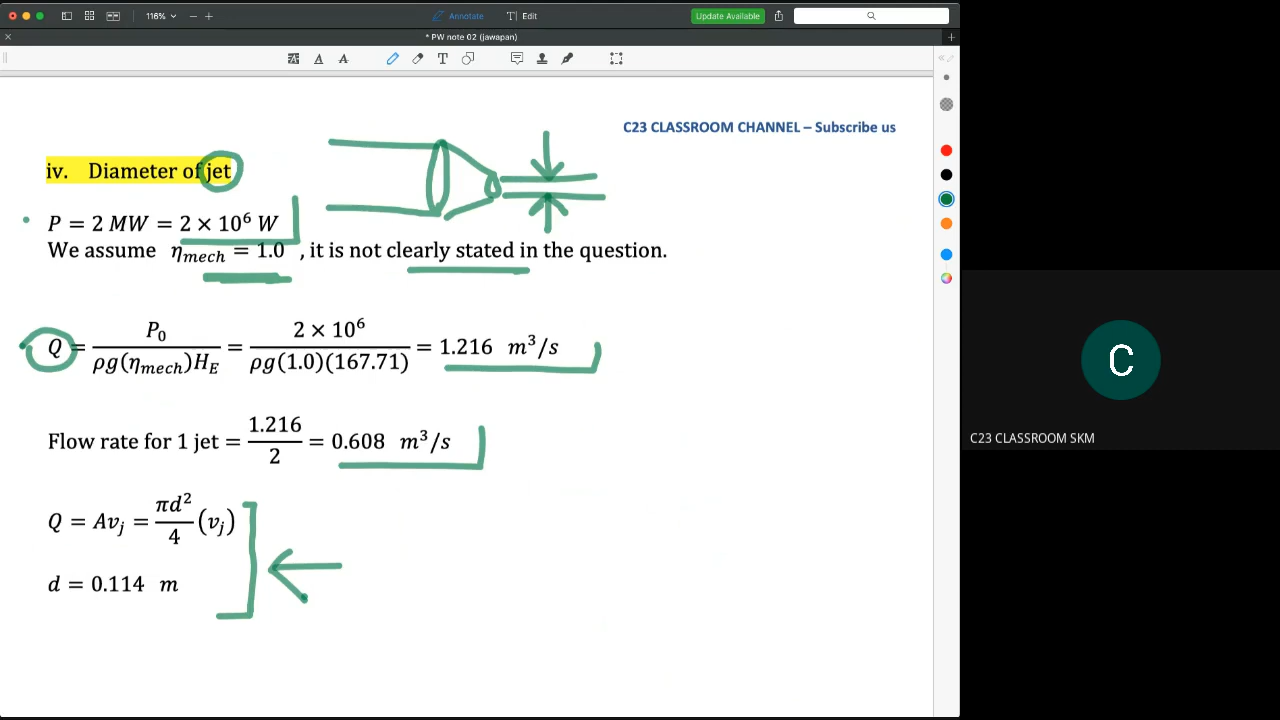 116%
Annotate
Edit
Update Available
* PW note 02 (jawapan)
C23 CLASSROOM CHANNEL – Subscribe us
iv. Diameter of jet
P = 2 MW = 2 × 10⁶ W
We assume η_mech = 1.0 , it is not clearly stated in the question.
Q = P₀ / ρg(η_mech)H_E = 2 × 10⁶ / ρg(1.0)(167.71) = 1.216 m³/s
Flow rate for 1 jet = 1.216 / 2 = 0.608 m³/s
Q = Av_j = πd² / 4 (v_j)
d = 0.114 m
C
C23 CLASSROOM SKM